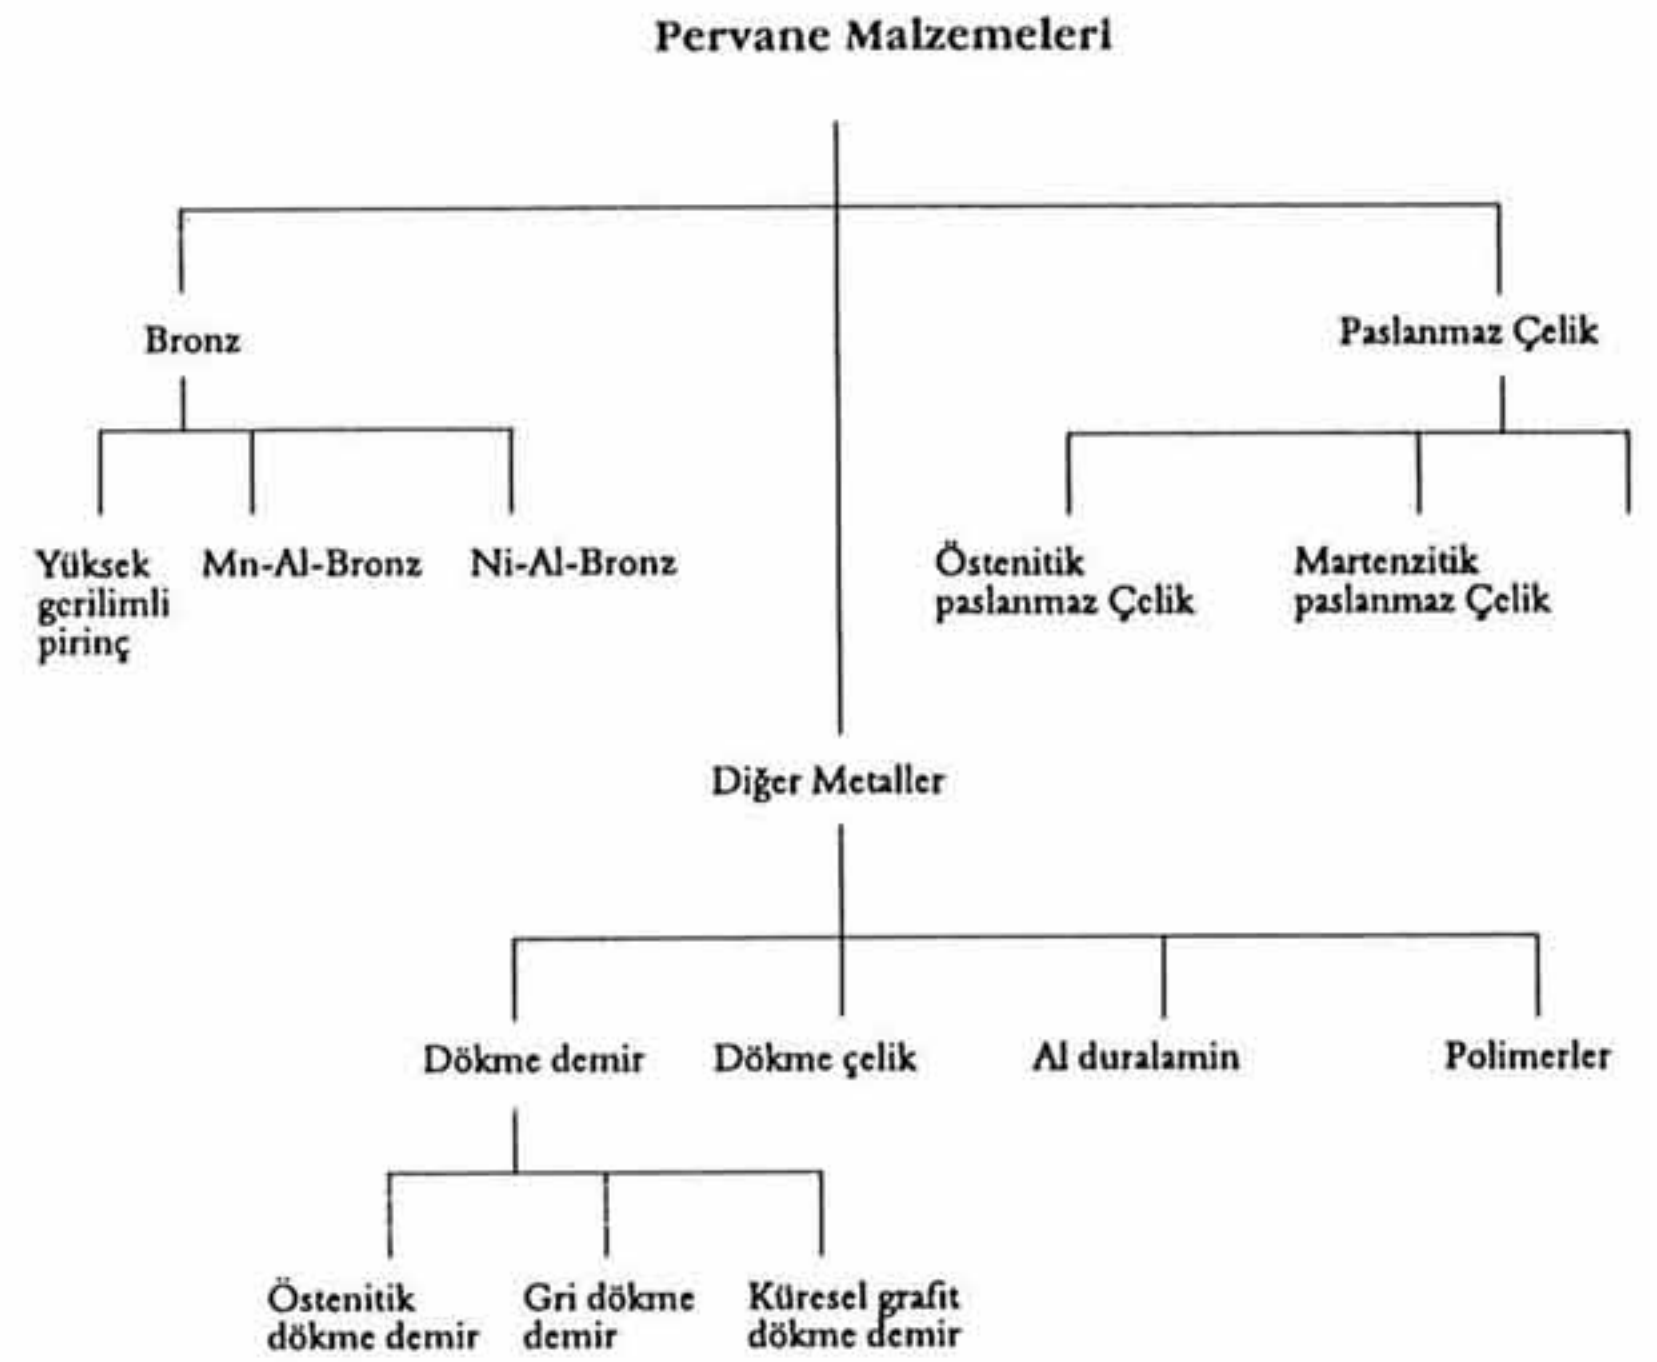 Pervane Malzemeleri
Bronz
Paslanmaz Çelik
Yüksek
gerilimli
pirinç
Mn-Al-Bronz
Ni-Al-Bronz
Östenitik
paslanmaz Çelik
Martenzitik
paslanmaz Çelik
Diğer Metaller
Dökme demir
Dökme çelik
Al duralamin
Polimerler
Östenitik
dökme demir
Gri dökme
demir
Küresel grafit
dökme demir